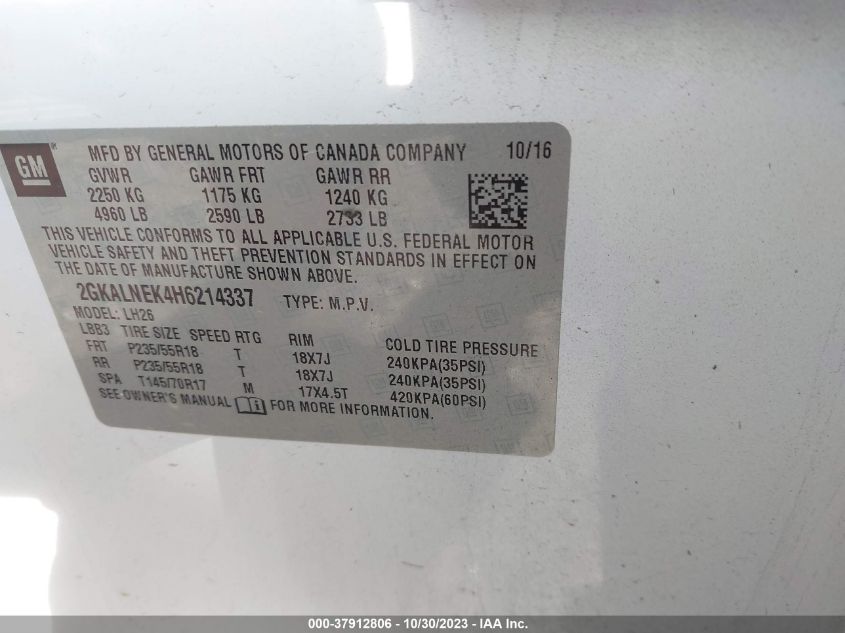 GM
MFD BY GENERAL MOTORS OF CANADA COMPANY 10/16
GVWR GAWR FRT GAWR RR
2250 KG 1175 KG 1240 KG
4960 LB 2590 LB 2733 LB
THIS VEHICLE CONFORMS TO ALL APPLICABLE U.S. FEDERAL MOTOR
VEHICLE SAFETY AND THEFT PREVENTION STANDARDS IN EFFECT ON
THE DATE OF MANUFACTURE SHOWN ABOVE.
2GKALNEK4H6214337 TYPE: M.P.V.
MODEL: LH26
LBB3 TIRE SIZE SPEED RTG RIM COLD TIRE PRESSURE
FRT P235/55R18 T 18X7J 240KPA(35PSI)
RR P235/55R18 T 18X7J 240KPA(35PSI)
SPA T145/70R17 M 17X4.5T 420KPA(60PSI)
SEE OWNER'S MANUAL FOR MORE INFORMATION.
000-37912806 - 10/30/2023 - IAA Inc.